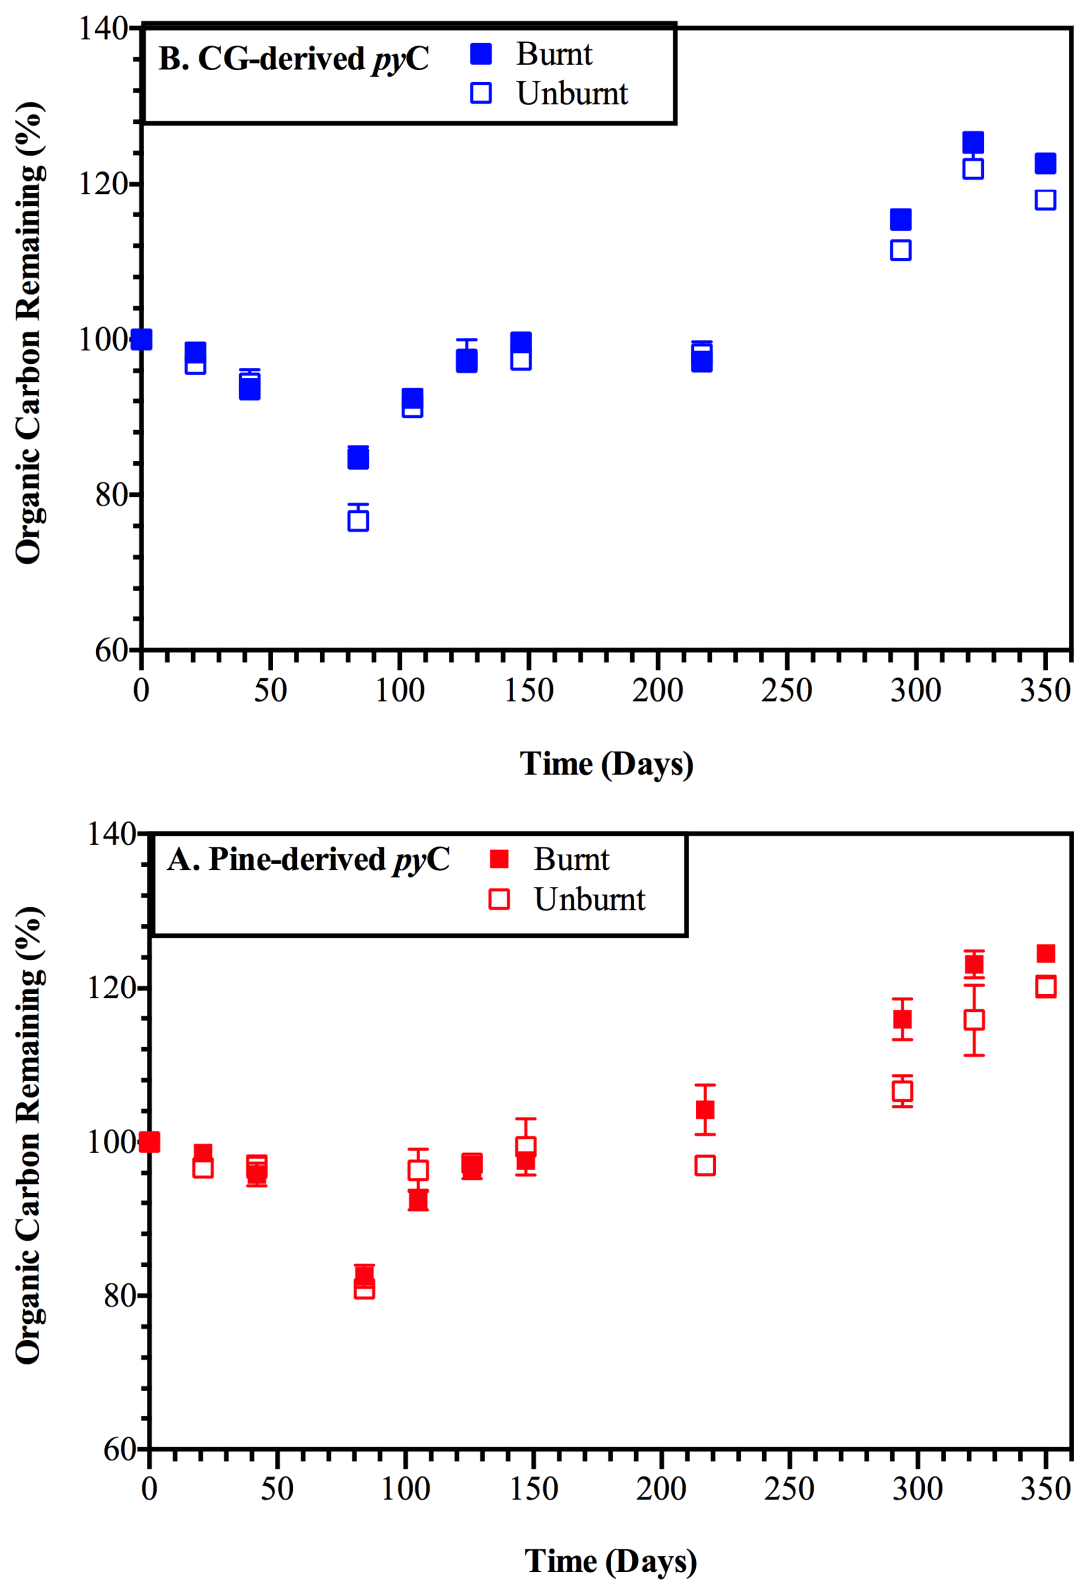 140
B. CG-derived pyC
Burnt
Unburnt
120
100
80
60
Organic Carbon Remaining (%)
0 50 100 150 200 250 300 350
Time (Days)
140
A. Pine-derived pyC
Burnt
Unburnt
120
100
80
60
Organic Carbon Remaining (%)
0 50 100 150 200 250 300 350
Time (Days)